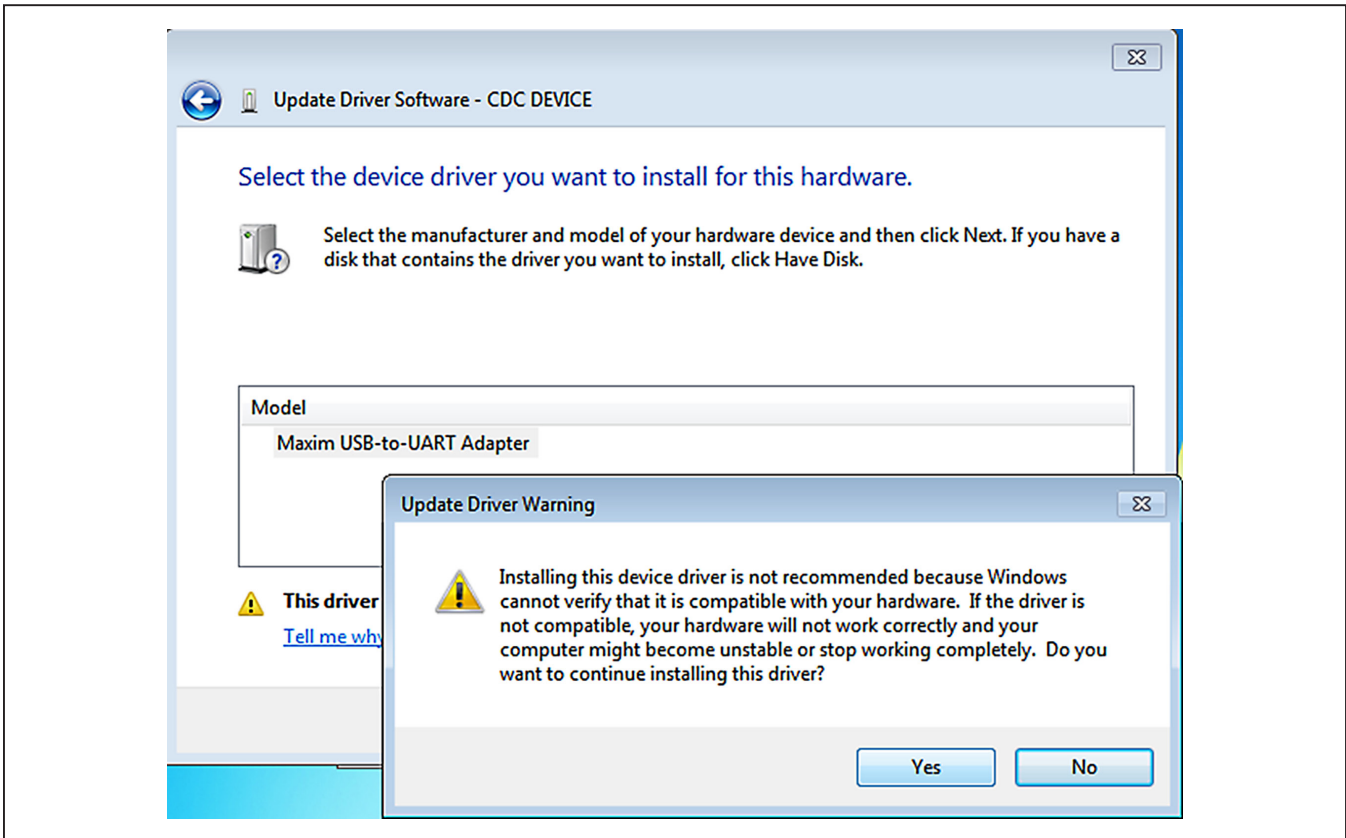 Update Driver Software - CDC DEVICE
Select the device driver you want to install for this hardware.
Select the manufacturer and model of your hardware device and then click Next. If you have a
disk that contains the driver you want to install, click Have Disk.
Model
Maxim USB-to-UART Adapter
This driver
Tell me why
Update Driver Warning
Installing this device driver is not recommended because Windows
cannot verify that it is compatible with your hardware.  If the driver is
not compatible, your hardware will not work correctly and your
computer might become unstable or stop working completely.  Do you
want to continue installing this driver?
Yes
No